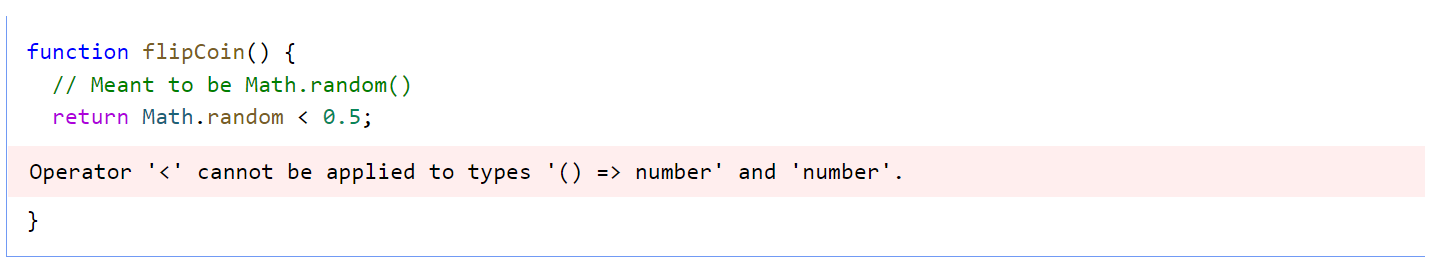 function flipCoin() {
// Meant to be Math.random()
return Math.random < 0.5;
Operator '<' cannot be applied to types '() => number' and 'number'.
}